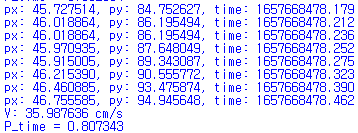 px: 45.727514, py: 84.752627, time: 1657668478.179
px: 46.018864, py: 86.195494, time: 1657668478.212
px: 46.018864, py: 86.195494, time: 1657668478.236
px: 45.970935, py: 87.648049, time: 1657668478.252
px: 45.915005, py: 89.343087, time: 1657668478.275
px: 46.215390, py: 90.555772, time: 1657668478.323
px: 46.460885, py: 93.475874, time: 1657668478.390
px: 46.755585, py: 94.945648, time: 1657668478.462
V: 35.987636 cm/s
P_time = 0.807343